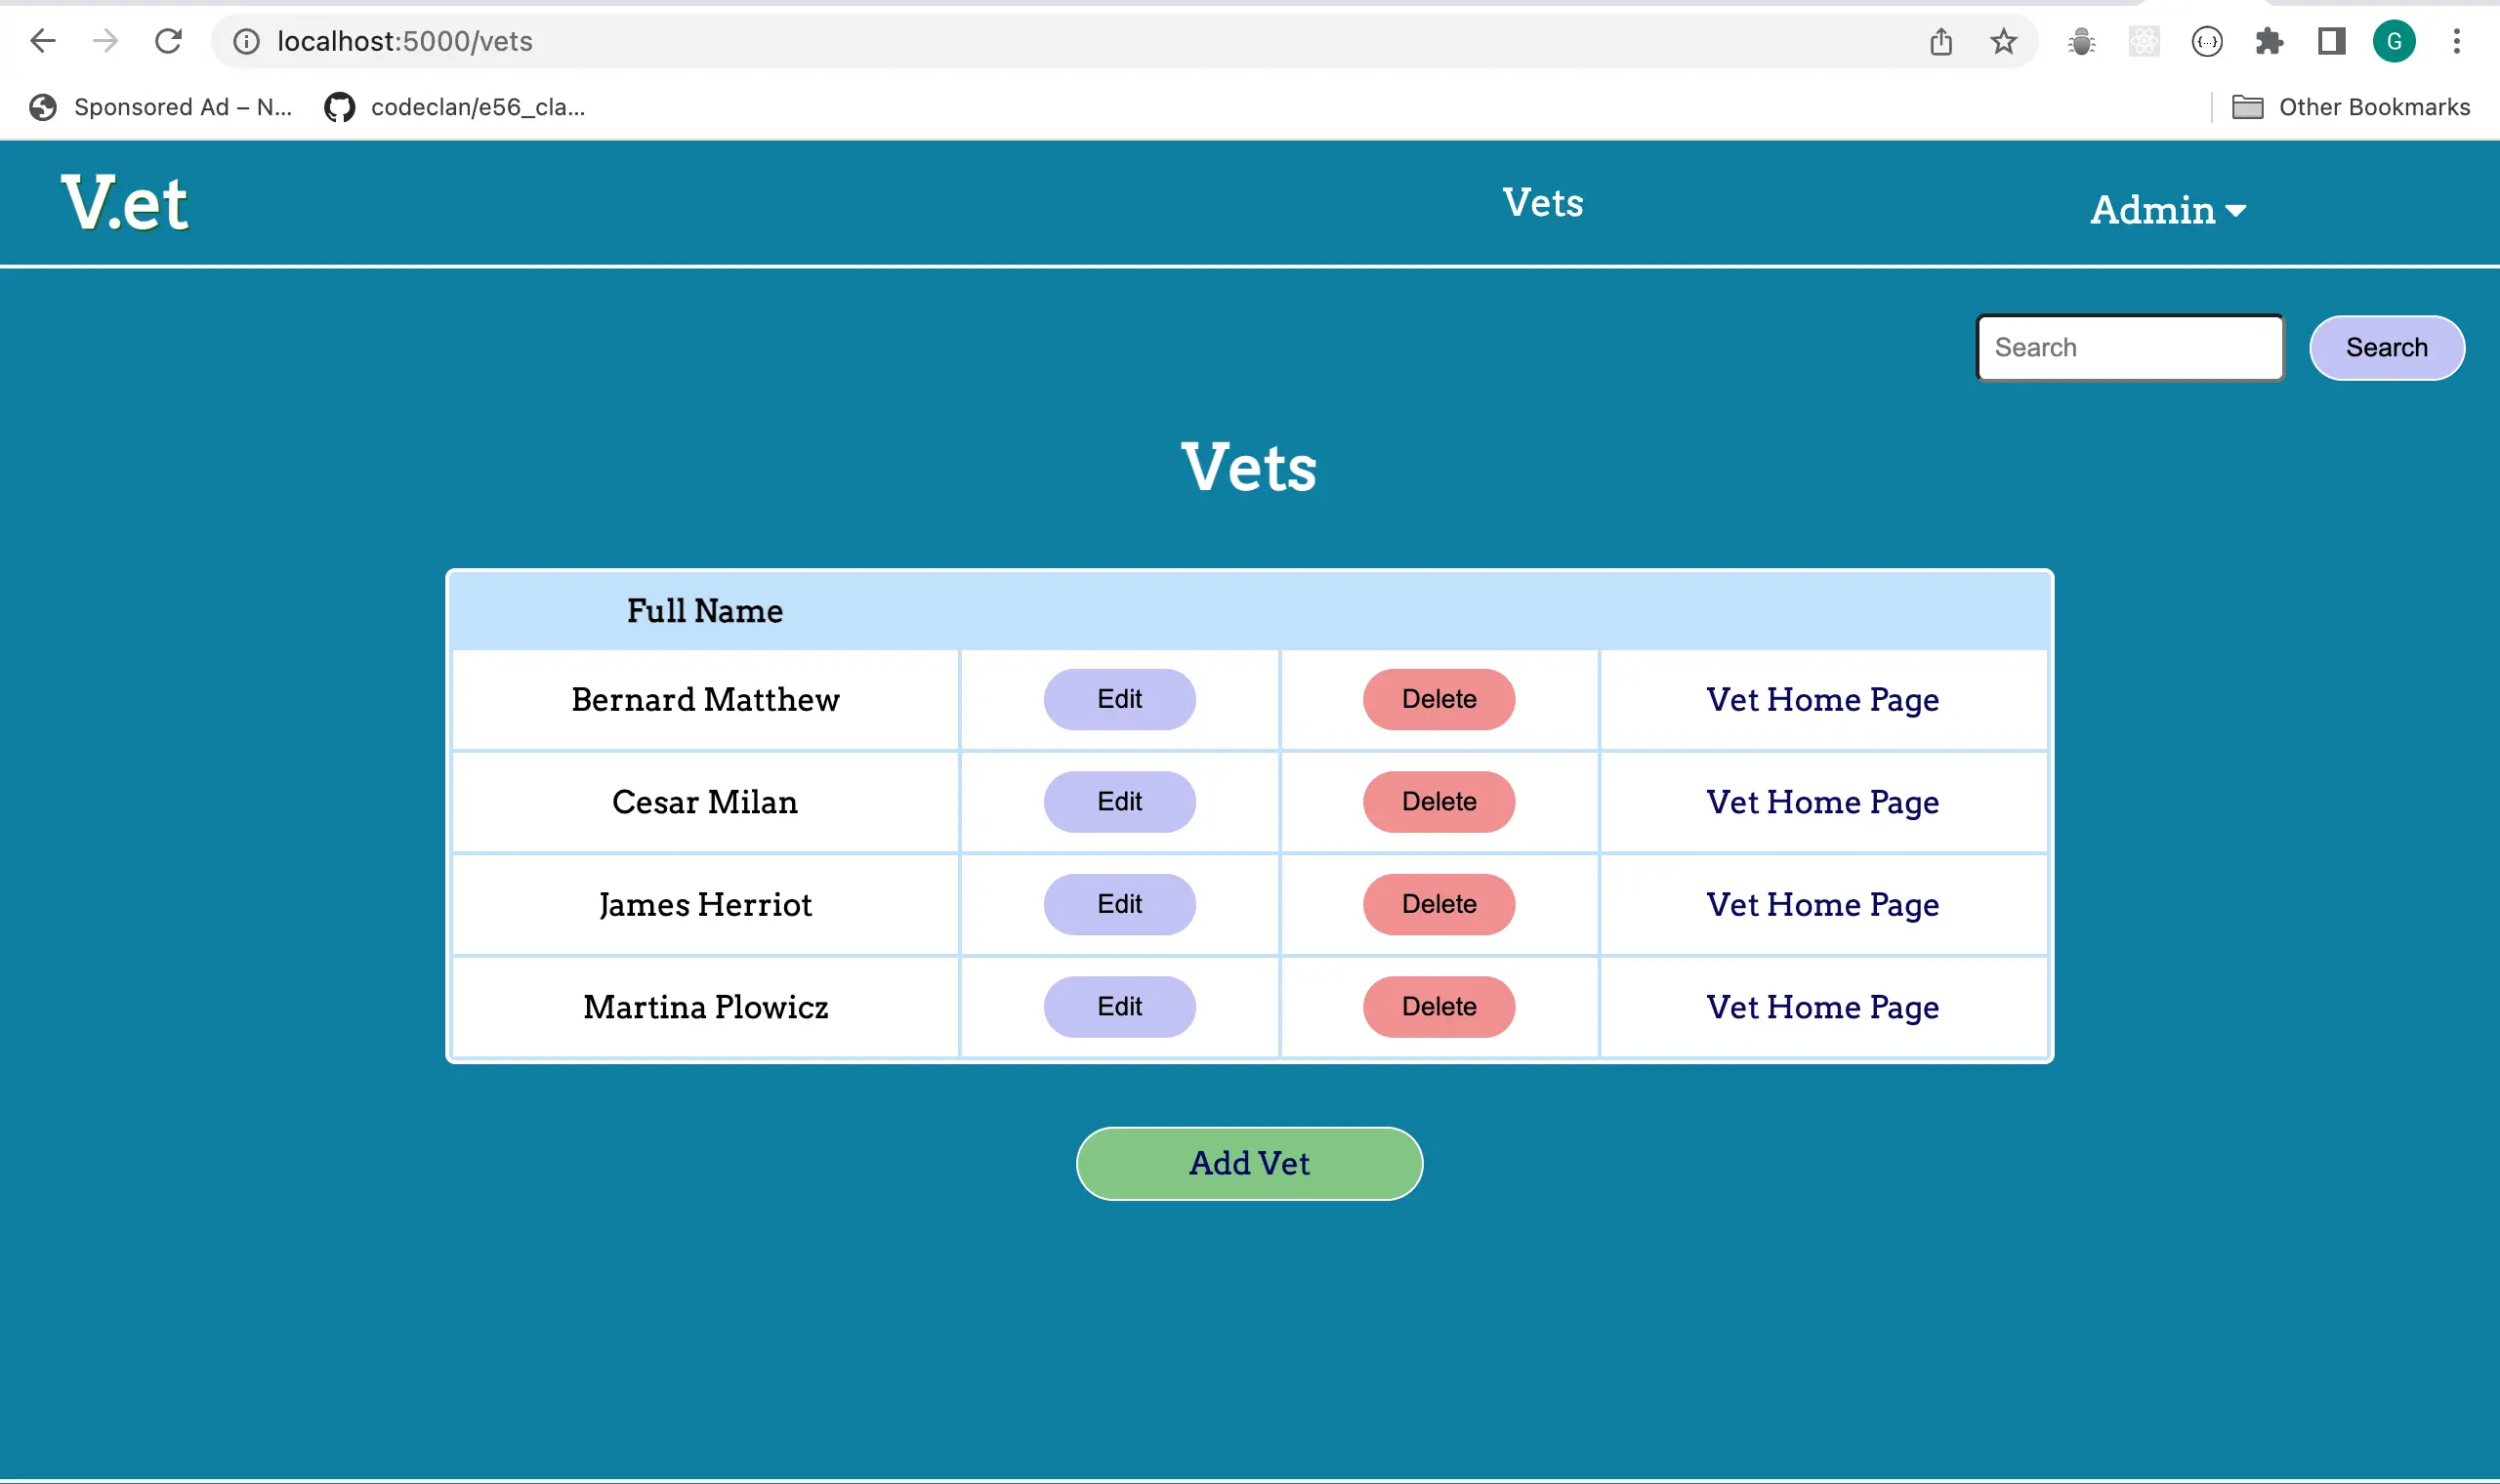 localhost:5000/vets
G
Sponsored Ad – N...
codeclan/e56_cla...
Other Bookmarks
V.et
Vets
Admin
Search
Search
Vets
Full Name
Bernard Matthew Edit Delete Vet Home Page
Cesar Milan Edit Delete Vet Home Page
James Herriot Edit Delete Vet Home Page
Martina Plowicz Edit Delete Vet Home Page
Add Vet